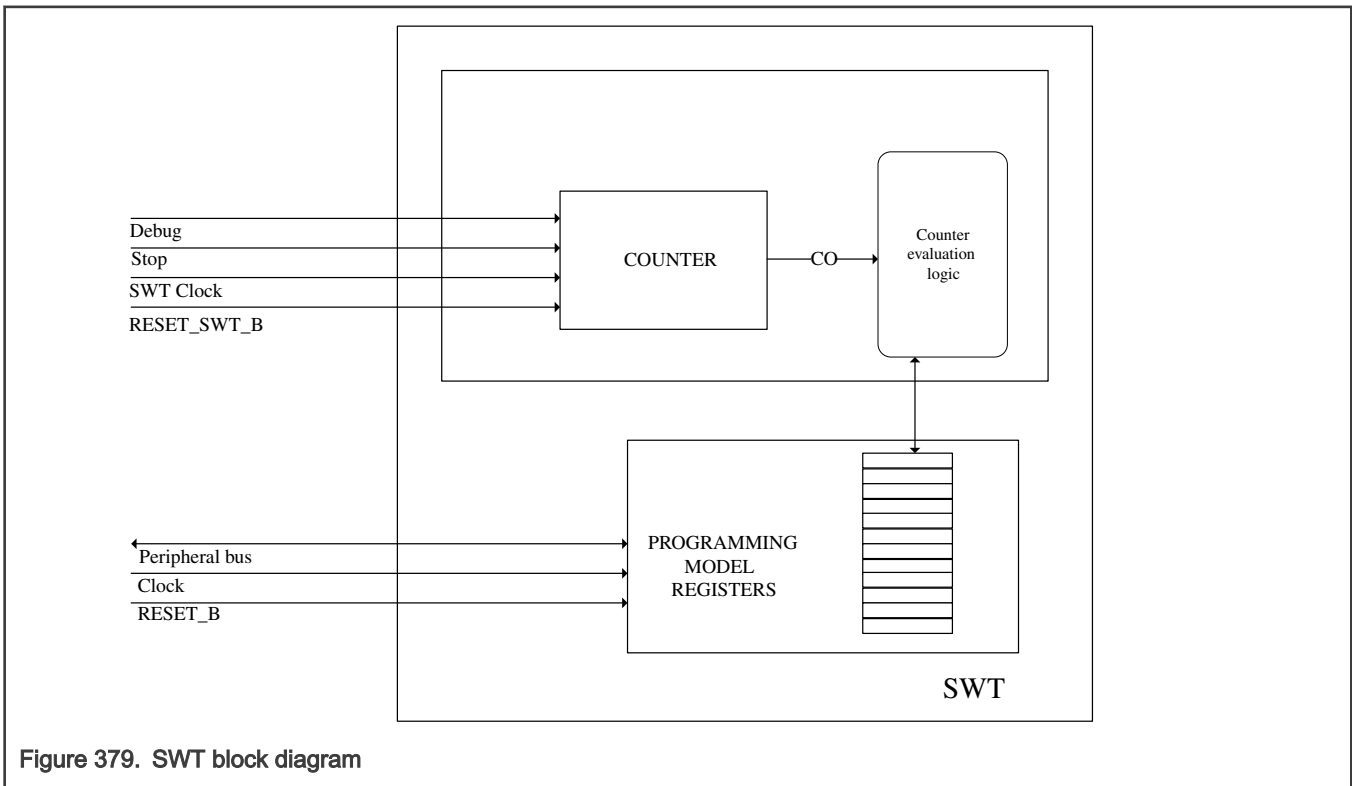 Debug
Stop
SWT Clock
RESET_SWT_B
COUNTER
CO
Counter
evaluation
logic
Peripheral bus
Clock
RESET_B
PROGRAMMING
MODEL
REGISTERS
SWT
Figure 379. SWT block diagram